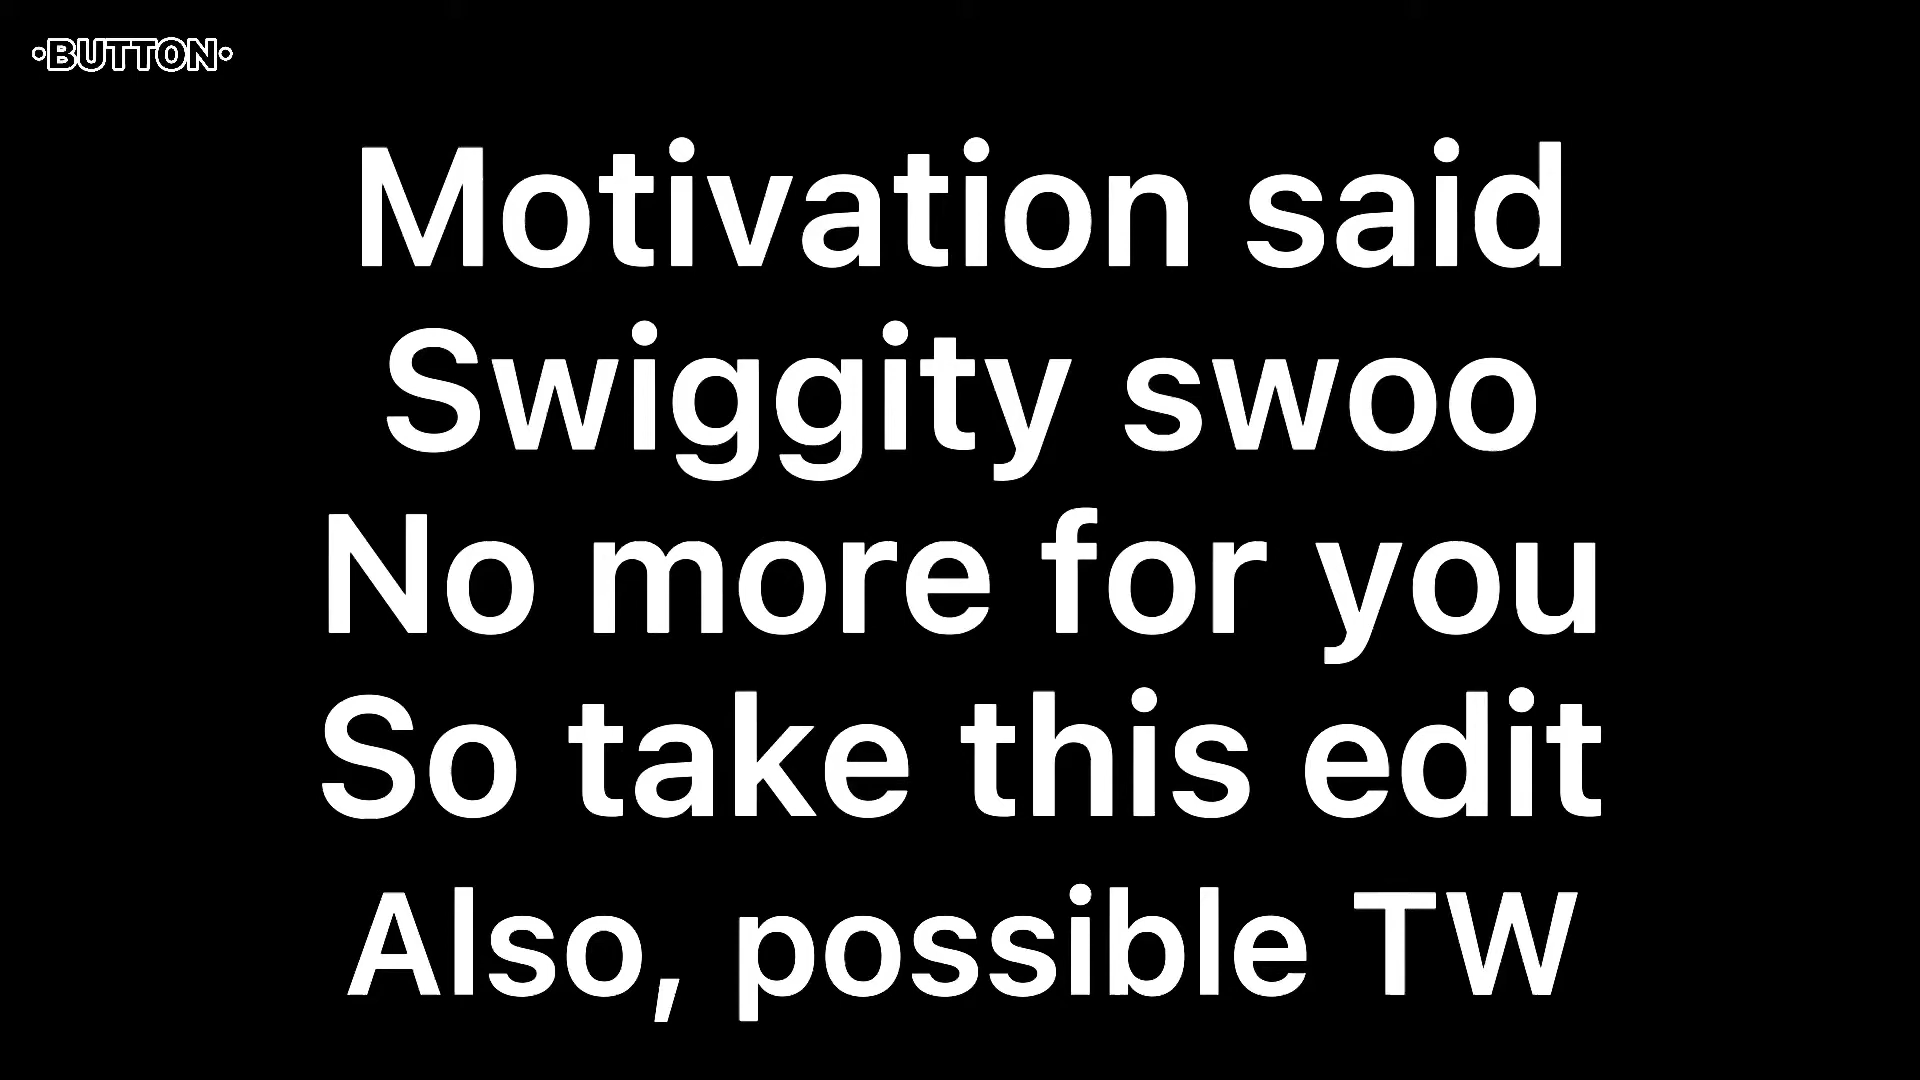 •BUTTON•
Motivation said
Swiggity swoo
No more for you
So take this edit
Also, possible TW